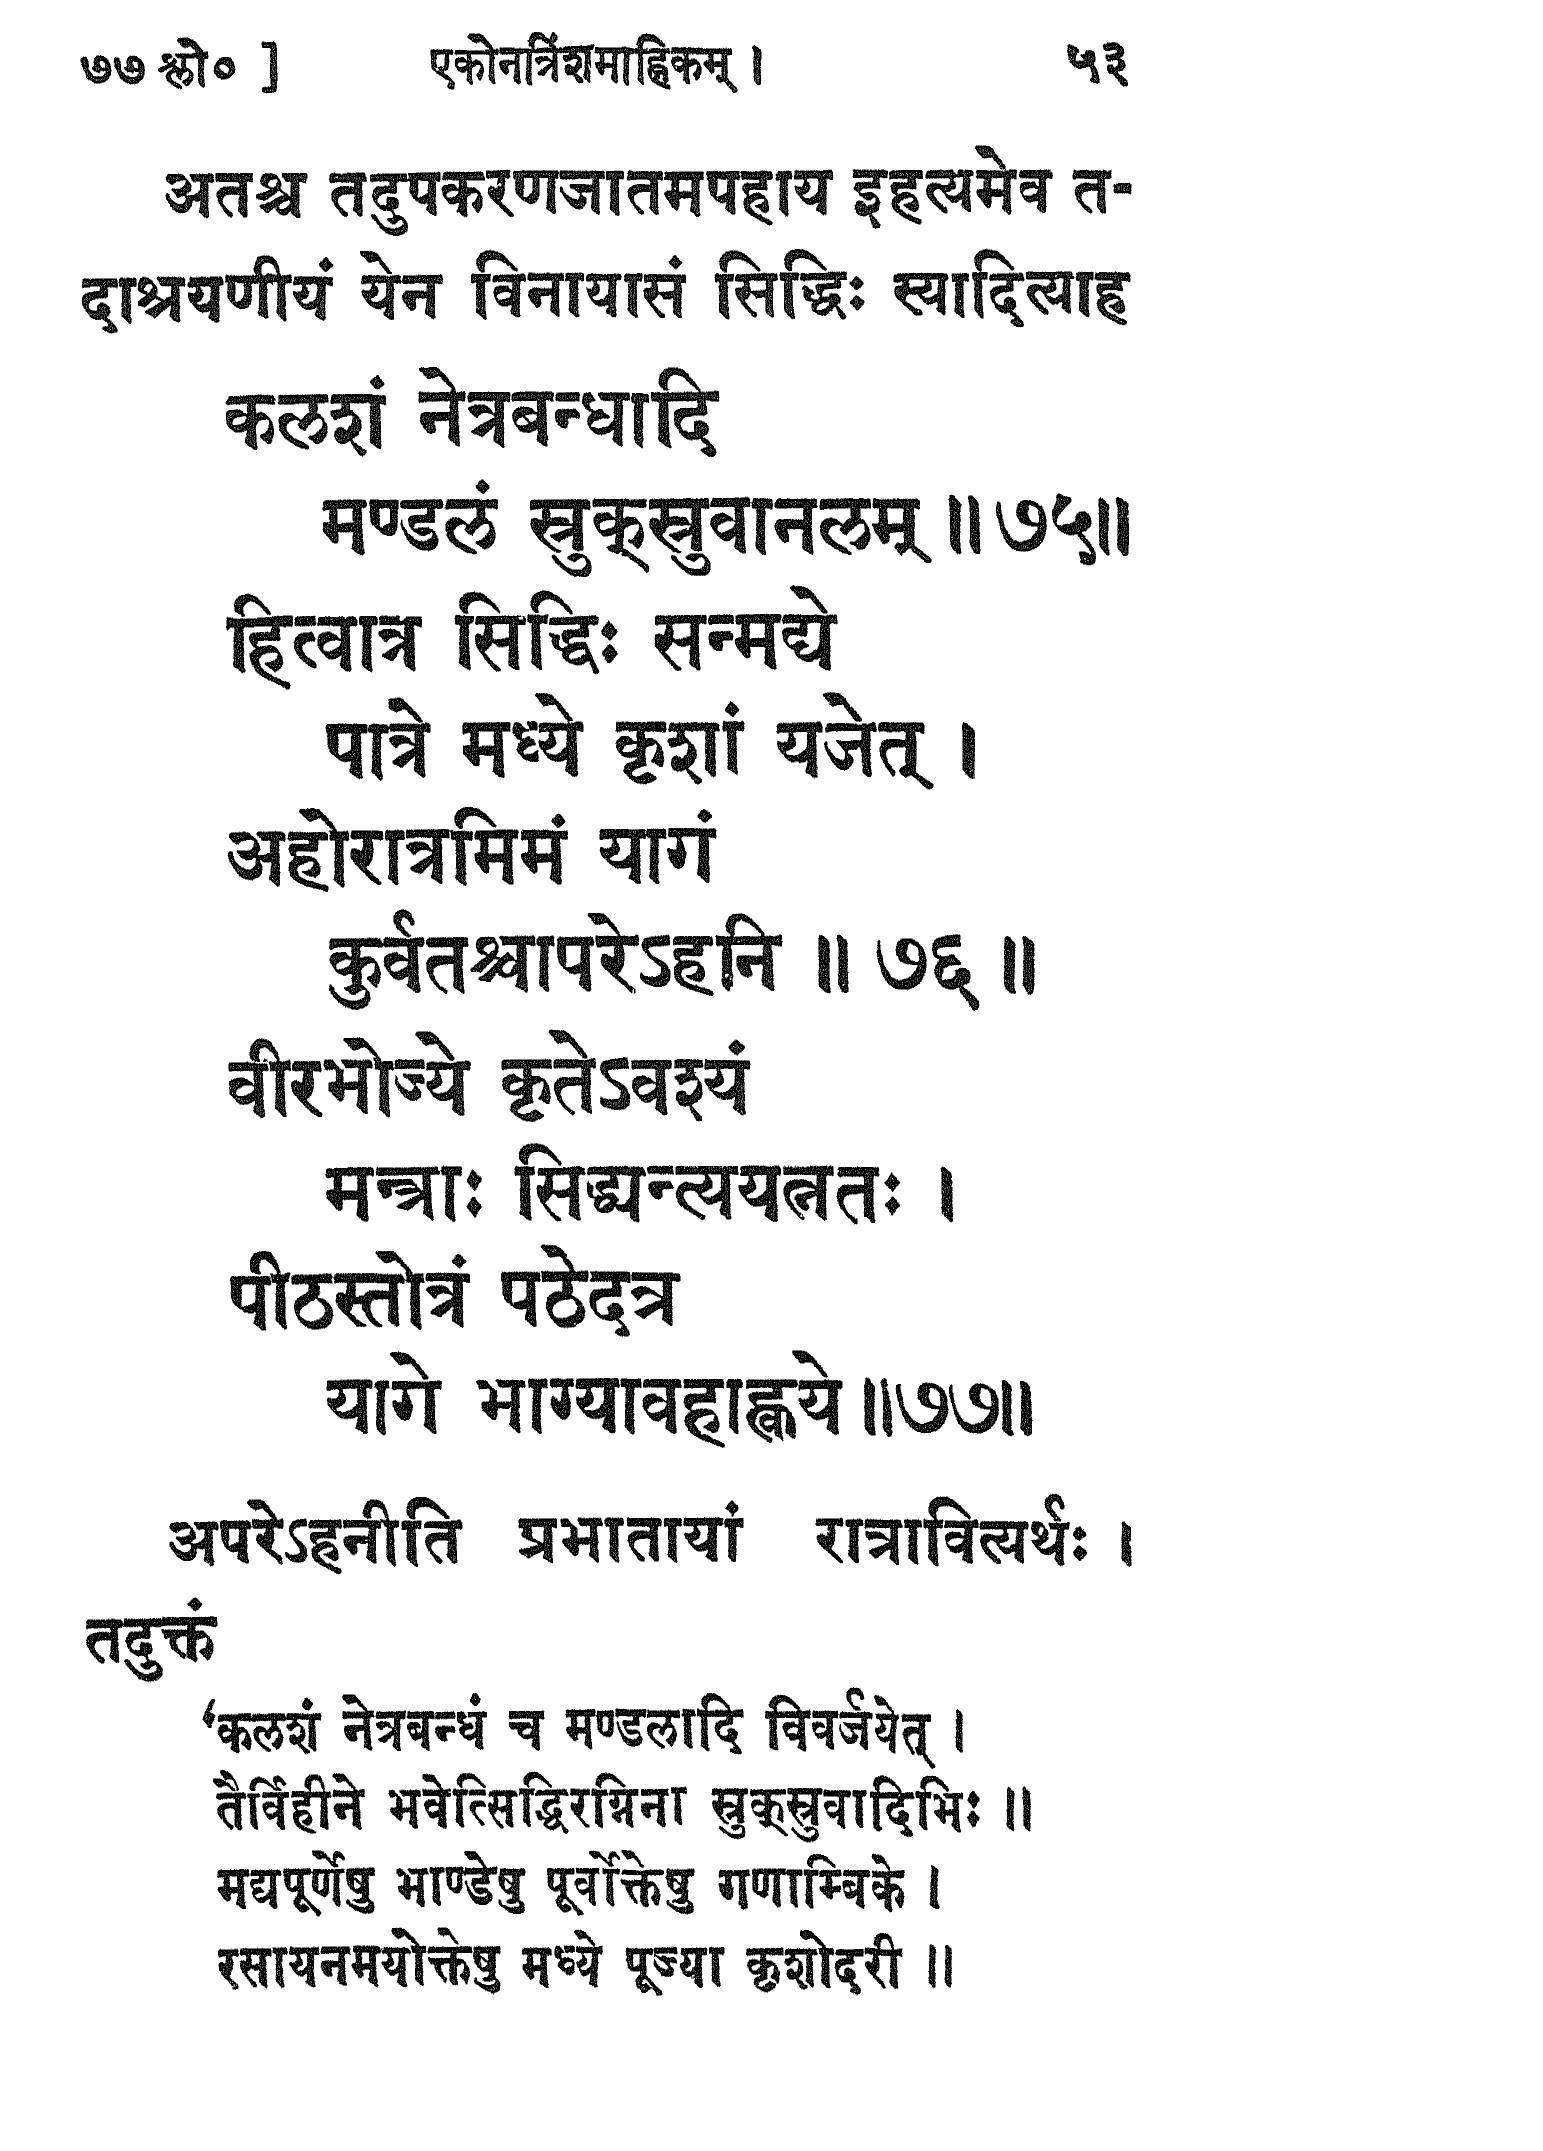 ७७ श्लो० ] एकोनत्रिंशमाह्निकम् । ५३
अतश्च तदुपकरणजातमपहाय इहत्यमेव त-
दाश्रयणीयं येन विनायासं सिद्धिः स्यादित्याह
कलशं नेत्रबन्धादि
मण्डलं स्रुक्स्रुवानलम् ॥ ७५॥
हित्वात्र सिद्धिः सन्मद्ये
पात्रे मध्ये कृशां यजेत् ।
अहोरात्रमिमं यागं
कुर्वतश्चापरेऽहनि ॥ ७६ ॥
वीरभोज्ये कृतेऽवश्यं
मन्त्राः सिद्ध्यन्त्ययत्नतः ।
पीठस्तोत्रं पठेदत्र
यागे भाग्यावहाह्वये ॥७७॥
अपरेऽहनीति प्रभातायां रात्रावित्यर्थः ।
तदुक्तं
‘कलशं नेत्रबन्धं च मण्डलादि विवर्जयेत् ।
तैर्विहीने भवेत्सिद्धिरग्निना स्रुक्स्रुवादिभिः ॥
मद्यपूर्णेषु भाण्डेषु पूर्वोक्तेषु गणाम्बिके ।
रसायनमयोक्तेषु मध्ये पूज्या कृशोदरी ॥